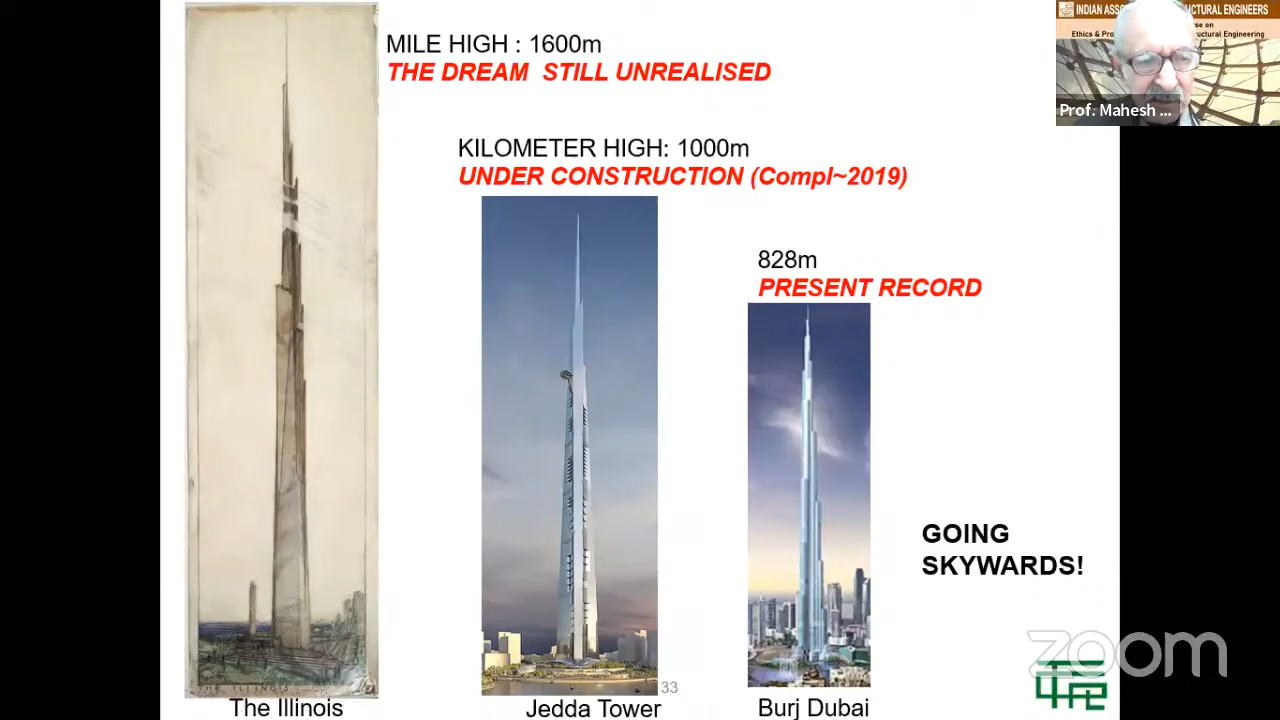 MILE HIGH : 1600m
THE DREAM STILL UNREALISED
KILOMETER HIGH: 1000m
UNDER CONSTRUCTION (Compl~2019)
828m
PRESENT RECORD
GOING
SKYWARDS!
The Illinois
Jedda Tower
33
Burj Dubai
INDIAN
Prof. Mahesh ...
zoom